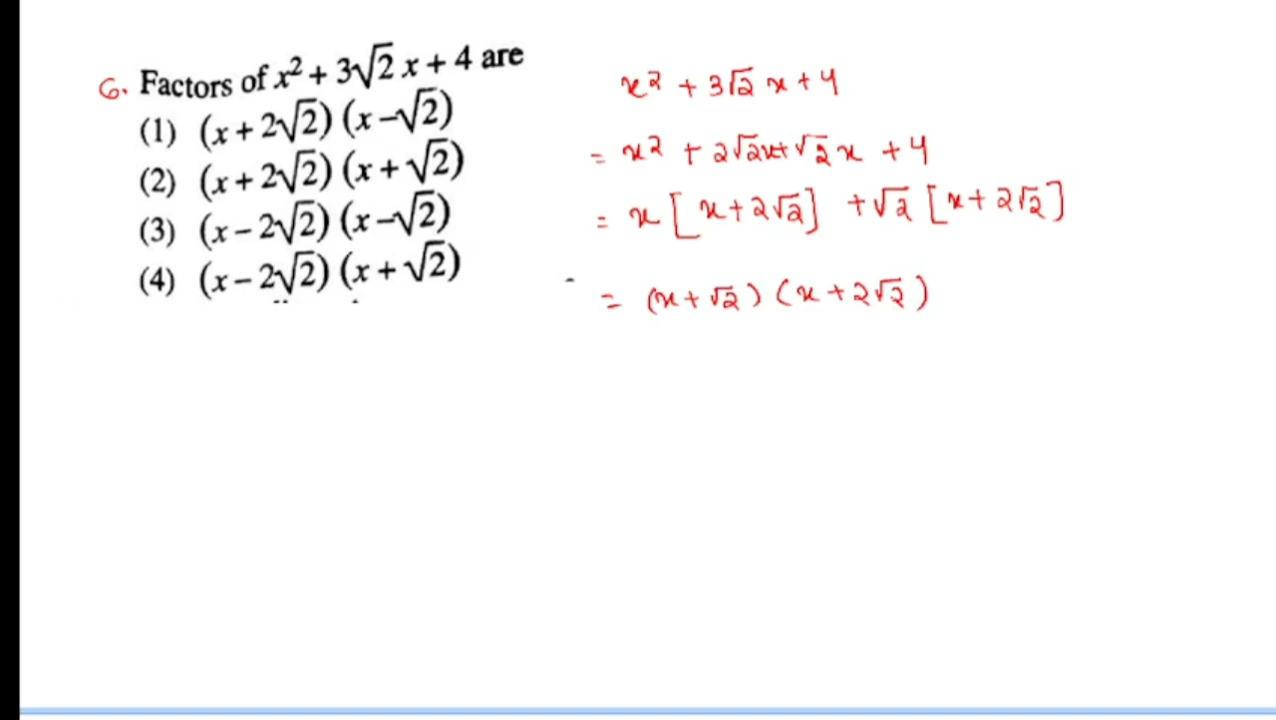 6. Factors of x² + 3√2 x + 4 are
(1) (x + 2√2) (x –√2)
(2) (x + 2√2) (x + √2)
(3) (x – 2√2) (x –√2)
(4) (x – 2√2) (x + √2)
x² + 3√2 x + 4
= x² + 2√2x + √2 x + 4
= x [ x + 2√2] + √2 [x + 2√2]
= (x + √2) (x + 2√2)